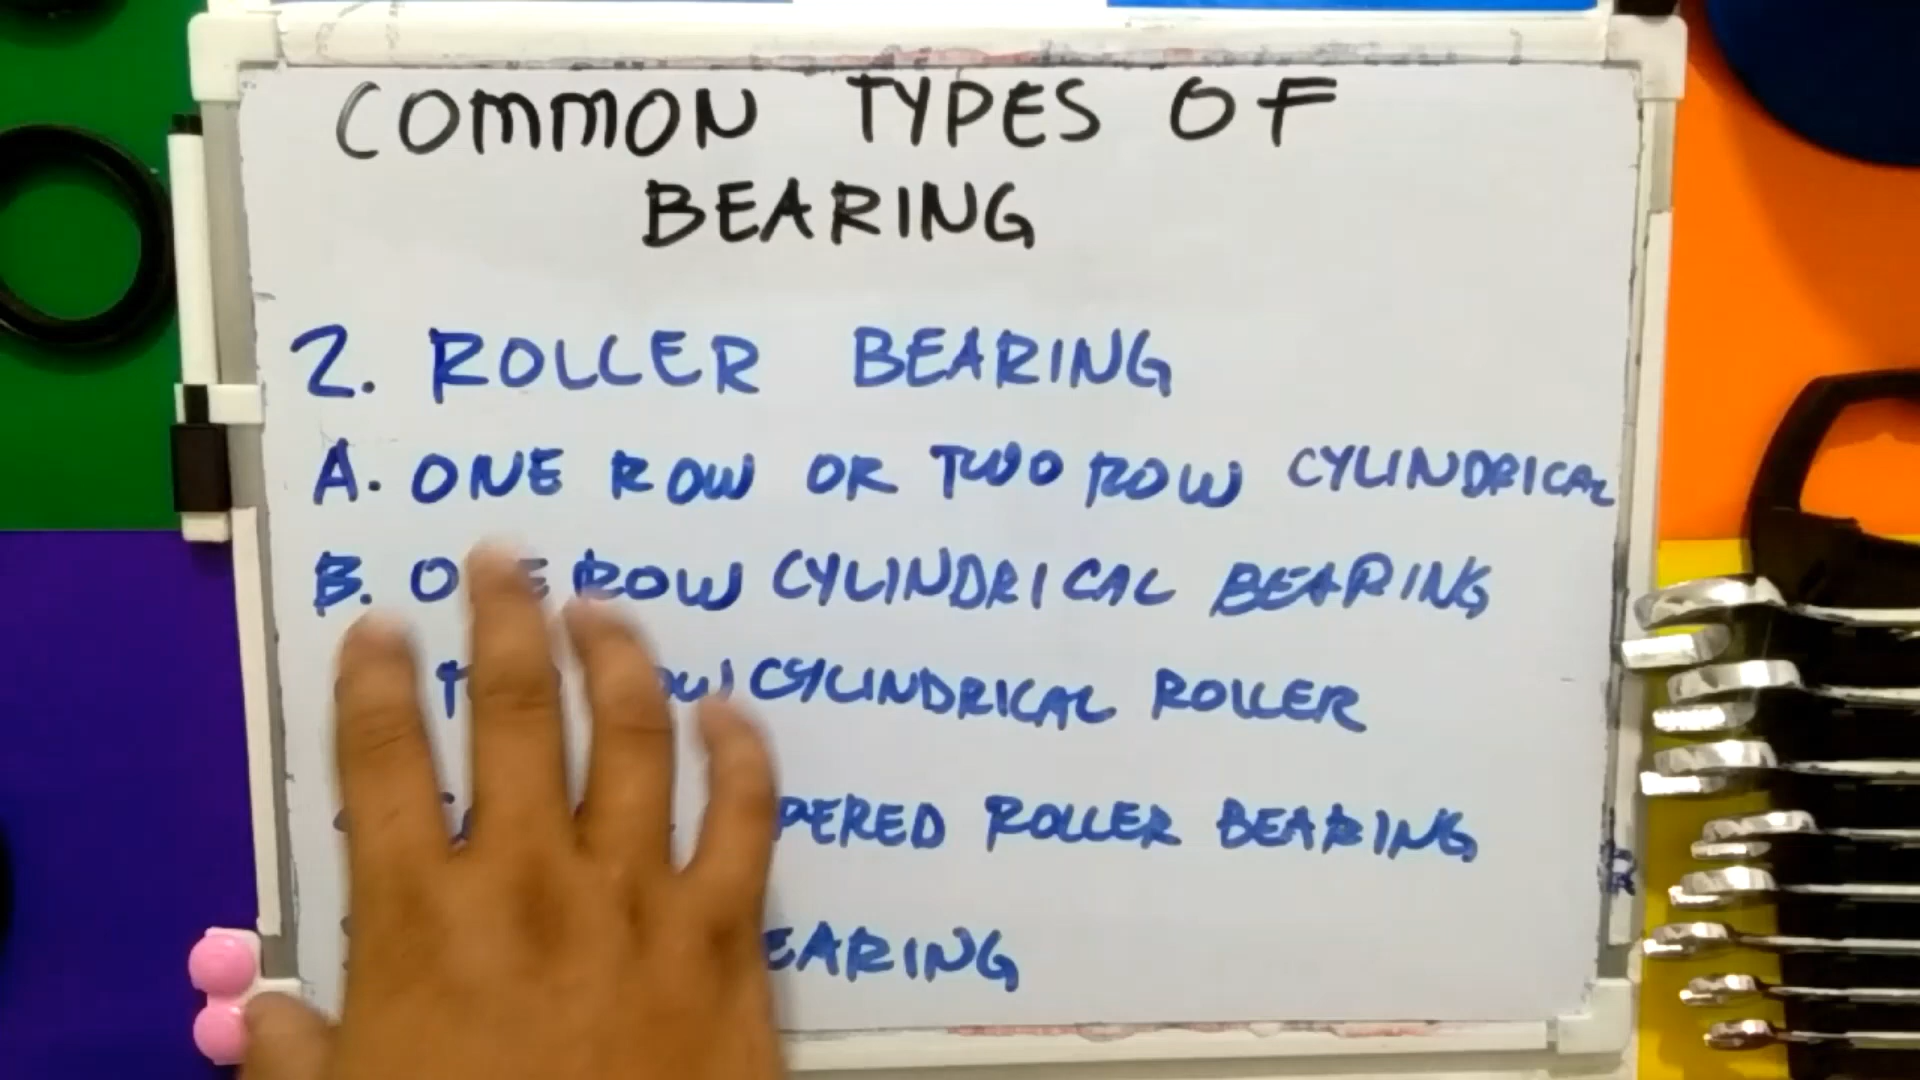 COMMON TYPES OF
BEARING
2. ROLLER BEARING
A. ONE ROW OR TWO ROW CYLINDRICAL
B. ONE ROW CYLINDRICAL BEARING
CYLINDRICAL ROLLER
ROLLER BEARING